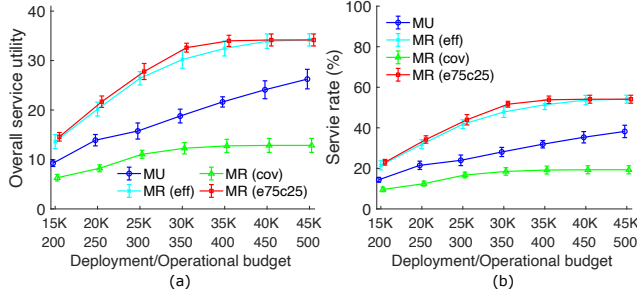 Overall service utility
40
30
20
10
0
MU
MR (eff)
MR (cov)
MR (e75c25)
15K 20K 25K 30K 35K 40K 45K
200 250 300 350 400 450 500
Deployment/Operational budget
(a)
Servie rate (%)
100
80
60
40
20
0
MU
MR (eff)
MR (cov)
MR (e75c25)
15K 20K 25K 30K 35K 40K 45K
200 250 300 350 400 450 500
Deployment/Operational budget
(b)